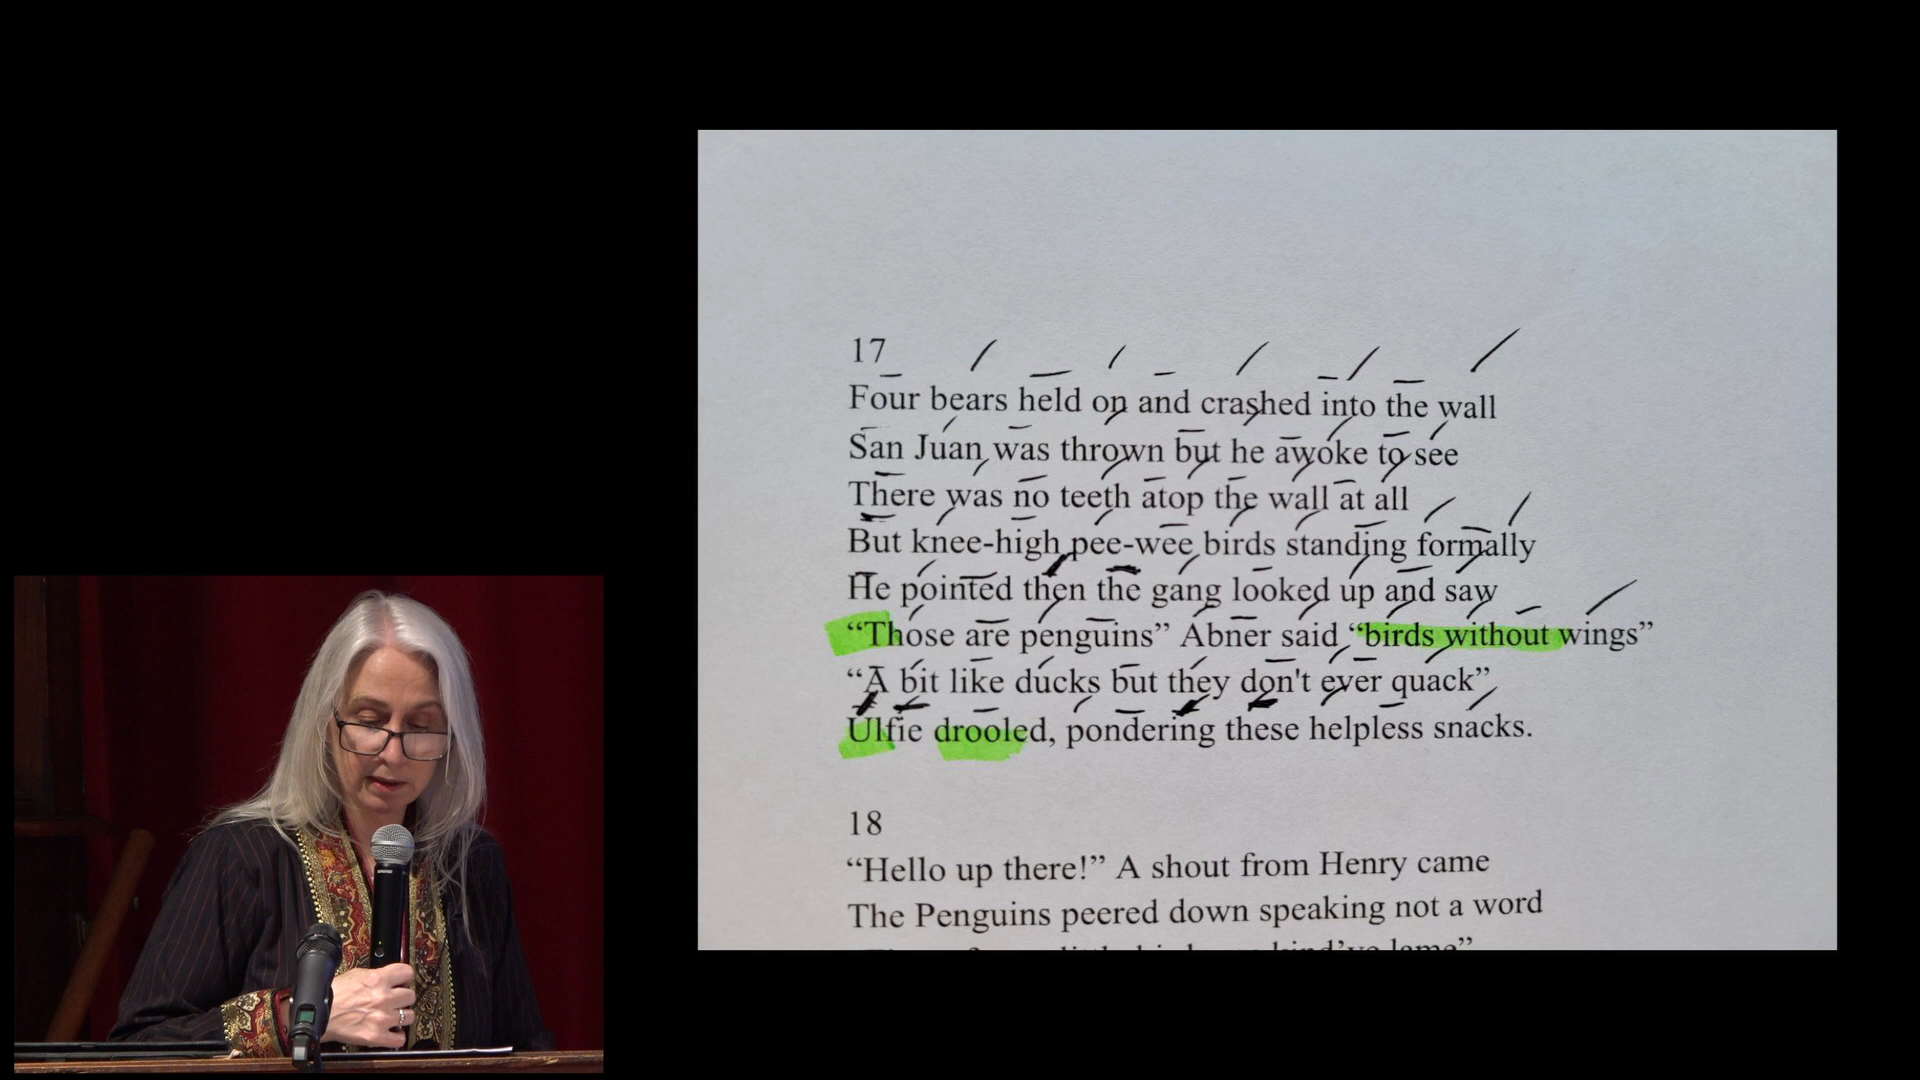 17
Four bears held on and crashed into the wall
San Juan was thrown but he awoke to see
There was no teeth atop the wall at all
But knee-high pee-wee birds standing formally
He pointed then the gang looked up and saw
“Those are penguins” Abner said “birds without wings”
“A bit like ducks but they don't ever quack”
Ulfie drooled, pondering these helpless snacks.
18
“Hello up there!” A shout from Henry came
The Penguins peered down speaking not a word